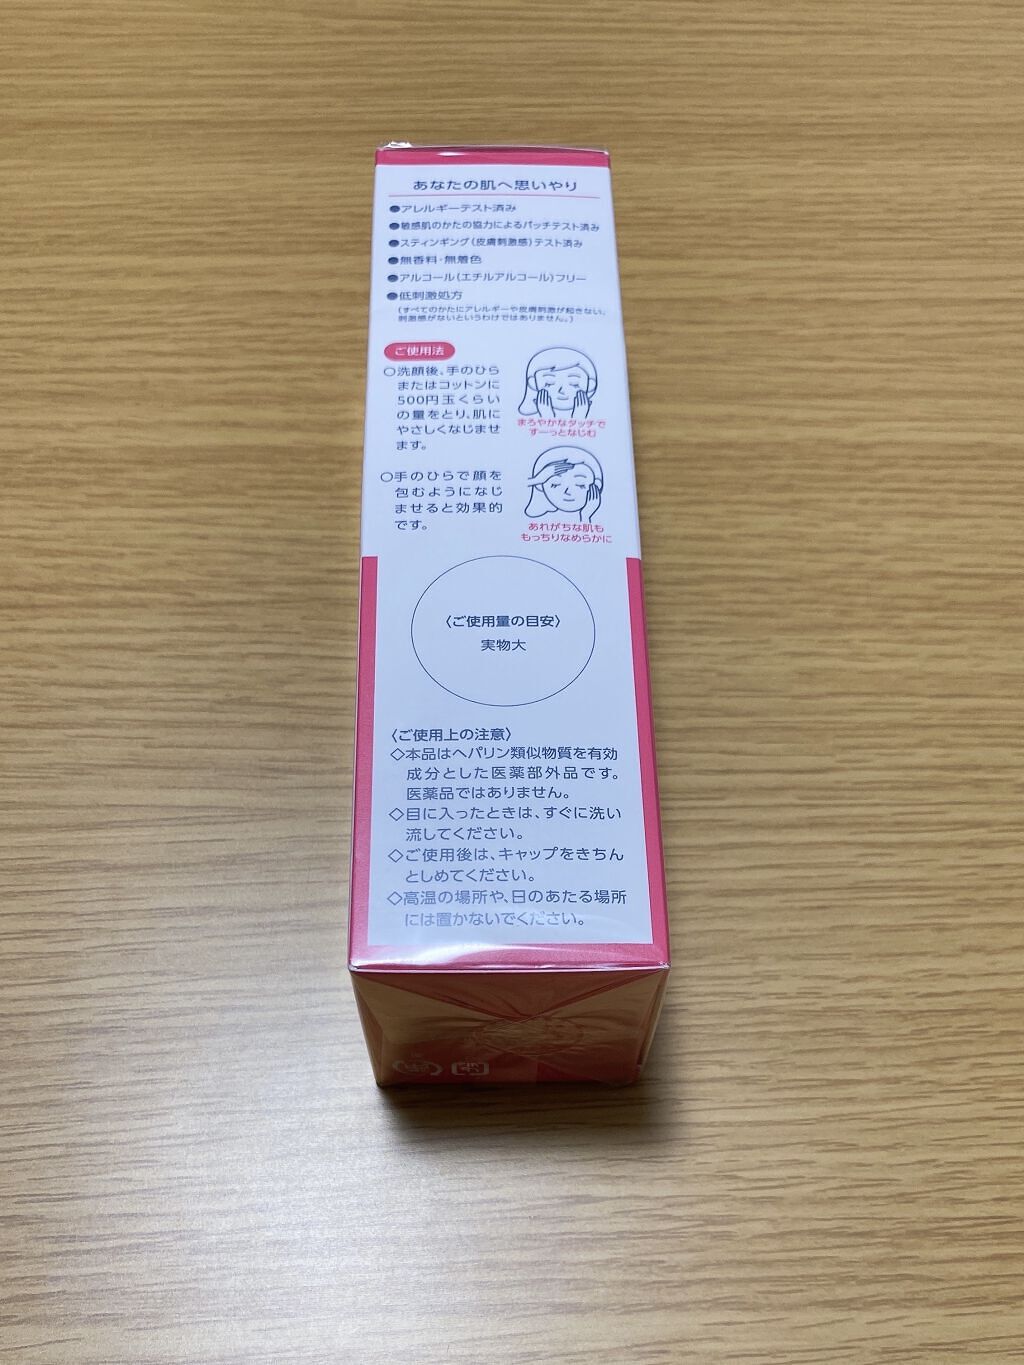 あなたの肌へ思いやり
●アレルギーテスト済み
●敏感肌のかたの協力によるパッチテスト済み
●スティンギング(皮膚刺激感)テスト済み
●無香料・無着色
●アルコール(エチルアルコール)フリー
●低刺激処方
(すべてのかたにアレルギーや皮膚刺激が起きない、
刺激感がないというわけではありません。)
ご使用法
○洗顔後、手のひら
またはコットンに
500円玉くらい
の量をとり、肌に
やさしくなじませ
ます。
まろやかなタッチで
すーっとなじむ
○手のひらで顔を
包むようになじ
ませると効果的
です。
あれがちな肌も
もっちりなめらかに
〈ご使用量の目安〉
実物大
〈ご使用上の注意〉
◇本品はヘパリン類似物質を有効
成分とした医薬部外品です。
医薬品ではありません。
◇目に入ったときは、すぐに洗い
流してください。
◇ご使用後は、キャップをきちん
としめてください。
◇高温の場所や、日のあたる場所
には置かないでください。